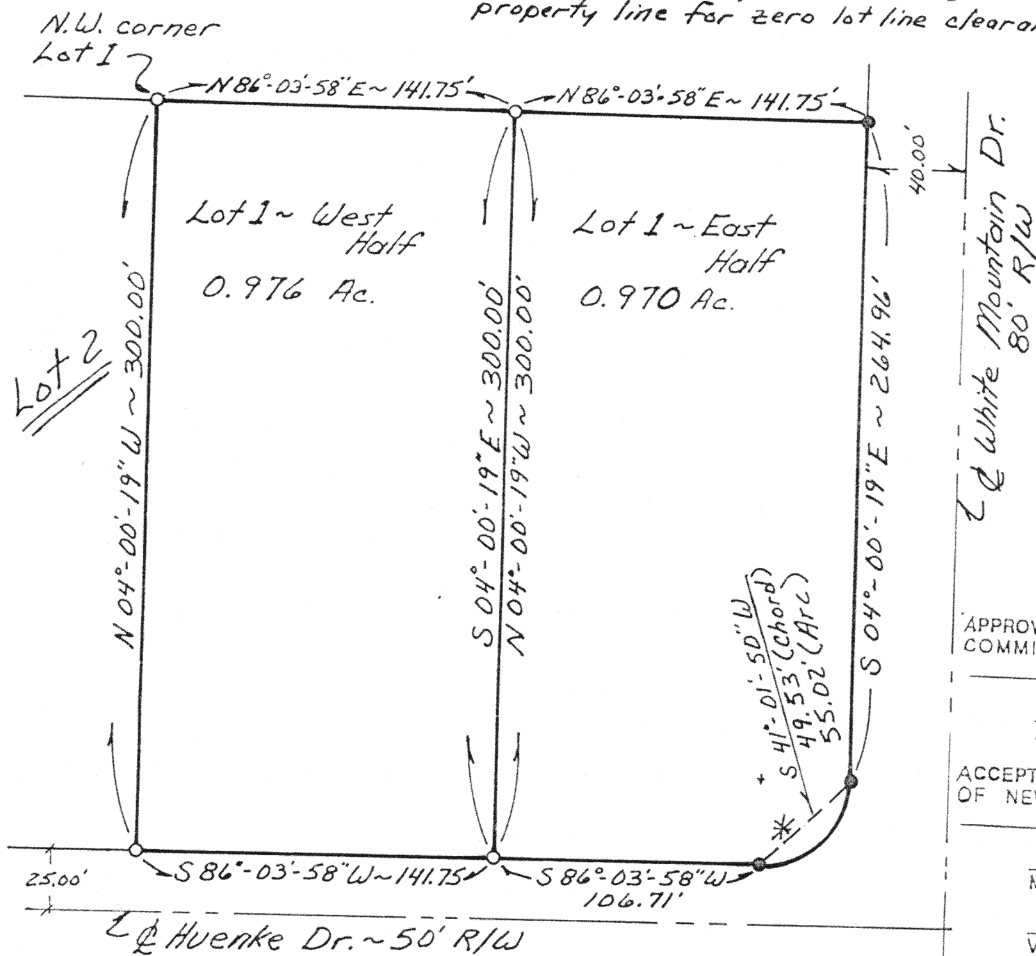 property line for zero lot line
N.W. corner
Lot 1
N 86°-03'-58" E ~ 141.75'
N 86°-03'-58" E ~ 141.75'
40.00'
White Mountain Dr.
80' R/W
Lot 1 ~ West
Half
0.976 Ac.
Lot 1 ~ East
Half
0.970 Ac.
Lot 2
N 04°-00'-19" W ~ 300.00'
S 04°-00'-19" E ~ 300.00'
N 04°-00'-19" W ~ 300.00'
S 04°-00'-19" E ~ 264.96'
S 41°-01'-50" W
49.53' (Chord)
55.02' (Arc)
*
APPROV
COMMI
ACCEPT
OF NE
25.00'
S 86°-03'-58" W ~ 141.75'
S 86°-03'-58" W
106.71'
℄ Huenke Dr. ~ 50' R/W